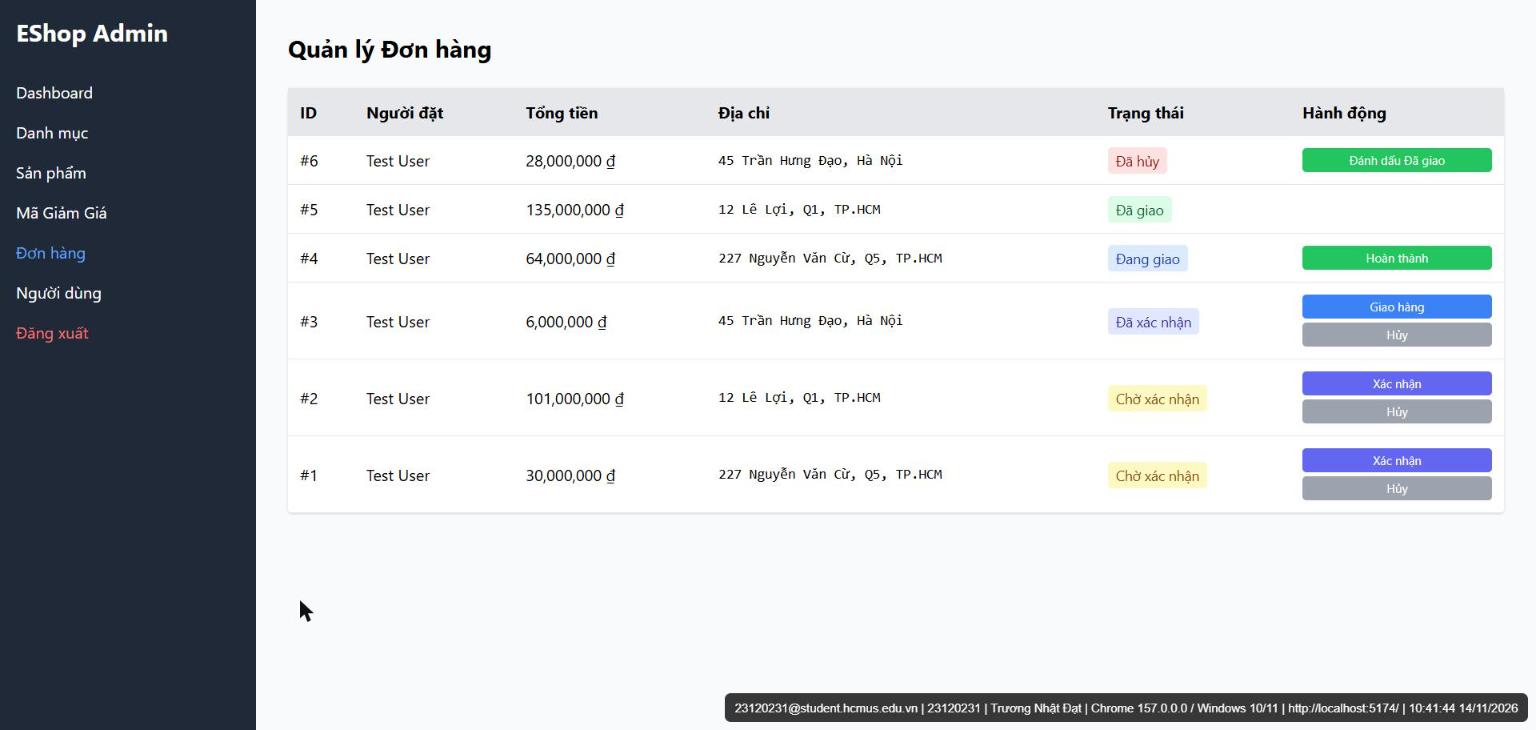 EShop Admin
Dashboard
Danh mục
Sản phẩm
Mã Giảm Giá
Đơn hàng
Người dùng
Đăng xuất
Quản lý Đơn hàng
ID Người đặt Tổng tiền Địa chỉ Trạng thái Hành động
#6 Test User 28,000,000 ₫ 45 Trần Hưng Đạo, Hà Nội Đã hủy Đánh dấu Đã giao
#5 Test User 135,000,000 ₫ 12 Lê Lợi, Q1, TP.HCM Đã giao
#4 Test User 64,000,000 ₫ 227 Nguyễn Văn Cừ, Q5, TP.HCM Đang giao Hoàn thành
#3 Test User 6,000,000 ₫ 45 Trần Hưng Đạo, Hà Nội Đã xác nhận Giao hàng
Hủy
#2 Test User 101,000,000 ₫ 12 Lê Lợi, Q1, TP.HCM Chờ xác nhận Xác nhận
Hủy
#1 Test User 30,000,000 ₫ 227 Nguyễn Văn Cừ, Q5, TP.HCM Chờ xác nhận Xác nhận
Hủy
23120231@student.hcmus.edu.vn | 23120231 | Trương Nhật Đạt | Chrome 157.0.0.0 / Windows 10/11 | http://localhost:5174/ | 10:41:44 14/11/2026